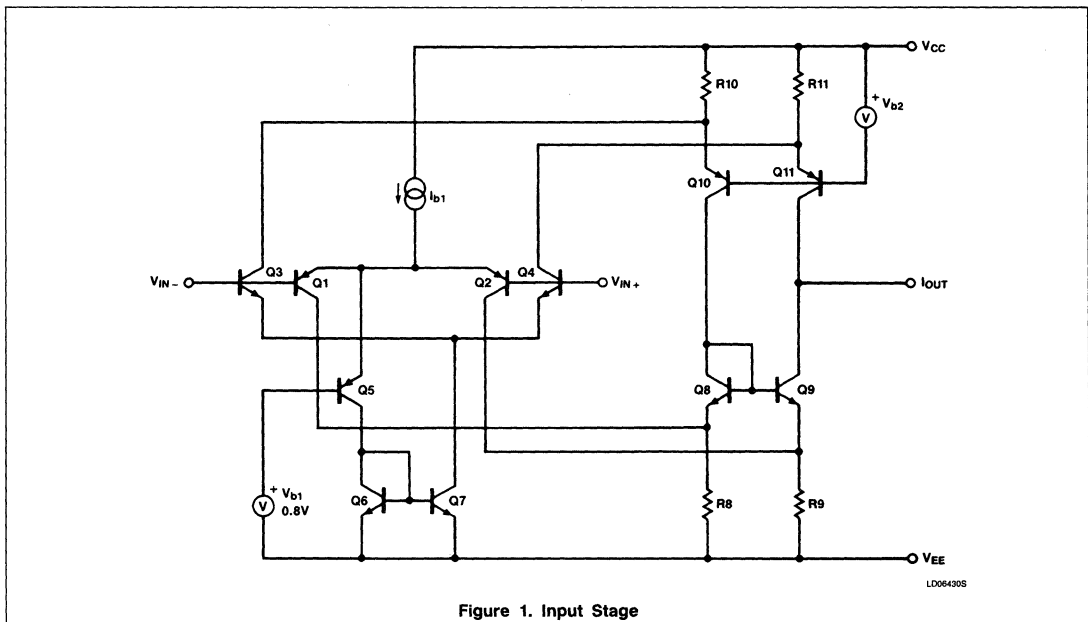 VCC
R10
R11
+
Vb2
V
Q10
Q11
Ib1
VIN−
Q3
Q1
Q2
Q4
VIN+
IOUT
Q5
Q8
Q9
+
Vb1
V
0.8V
Q6
Q7
R8
R9
VEE
LD06430S
Figure 1. Input Stage